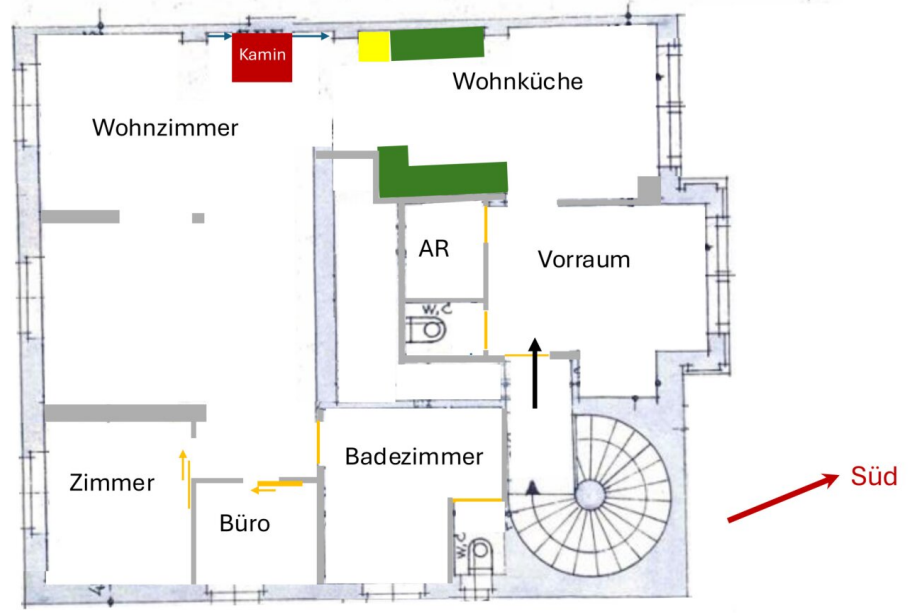 Kamin
Wohnküche
Wohnzimmer
AR
Vorraum
W.C
Badezimmer
Zimmer
Süd
Büro
W.C